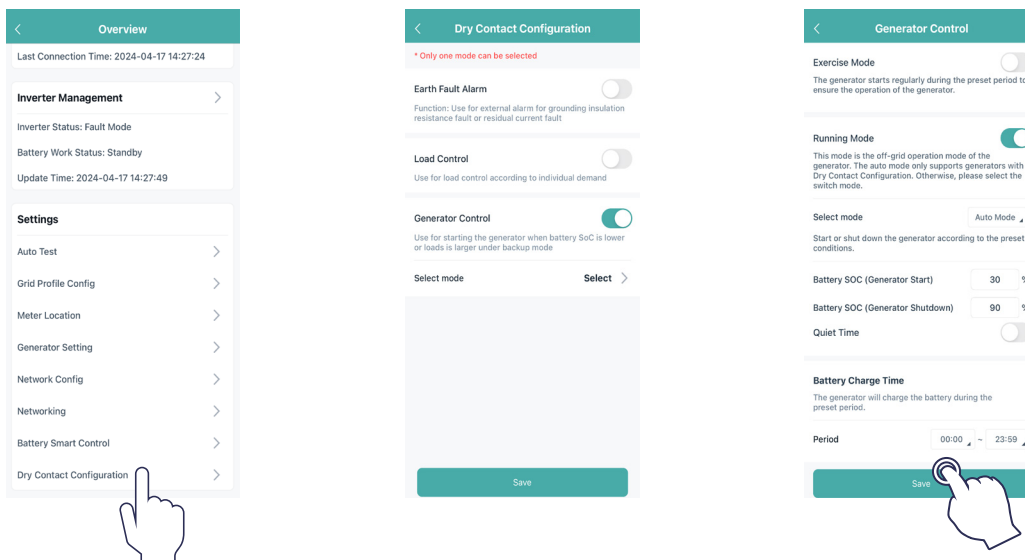 Overview
Last Connection Time: 2024-04-17 14:27:24
Inverter Management
Inverter Status: Fault Mode
Battery Work Status: Standby
Update Time: 2024-04-17 14:27:49
Settings
Auto Test
Grid Profile Config
Meter Location
Generator Setting
Network Config
Networking
Battery Smart Control
Dry Contact Configuration
Dry Contact Configuration
* Only one mode can be selected
Earth Fault Alarm
Function: Use for external alarm for grounding insulation
resistance fault or residual current fault
Load Control
Use for load control according to individual demand
Generator Control
Use for starting the generator when battery SoC is lower
or loads is larger under backup mode
Select mode Select
Save
Generator Control
Exercise Mode
The generator starts regularly during the preset period to
ensure the operation of the generator.
Running Mode
This mode is the off-grid operation mode of the
generator. The auto mode only supports generators with
Dry Contact Configuration. Otherwise, please select the
switch mode.
Select mode Auto Mode
Start or shut down the generator according to the preset
conditions.
Battery SOC (Generator Start) 30 %
Battery SOC (Generator Shutdown) 90 %
Quiet Time
Battery Charge Time
The generator will charge the battery during the
preset period.
Period 00:00 ~ 23:59
Save